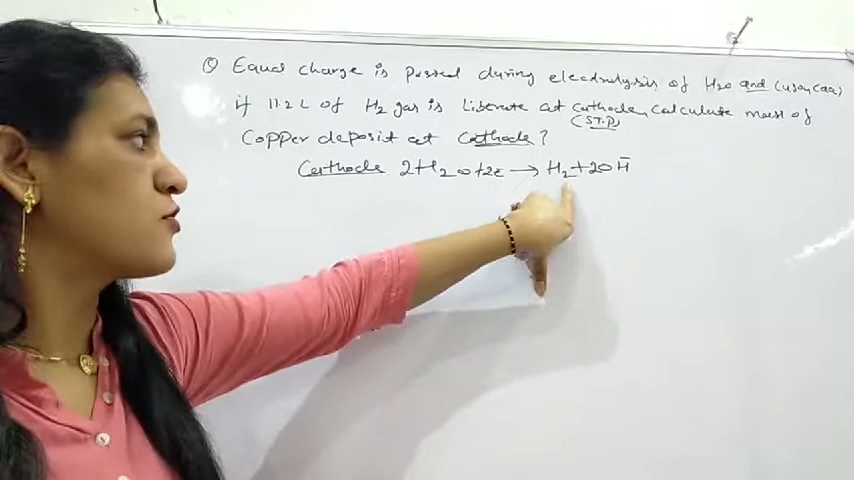 Q Equal charge is passed during electrolysis of H2O and CuSO4(aq)
if 11.2 L of H2 gas is liberate at cathode, calculate mass of
(STP)
Copper deposit at cathode?
Cathode 2H2O+2e → H2+2OH̄